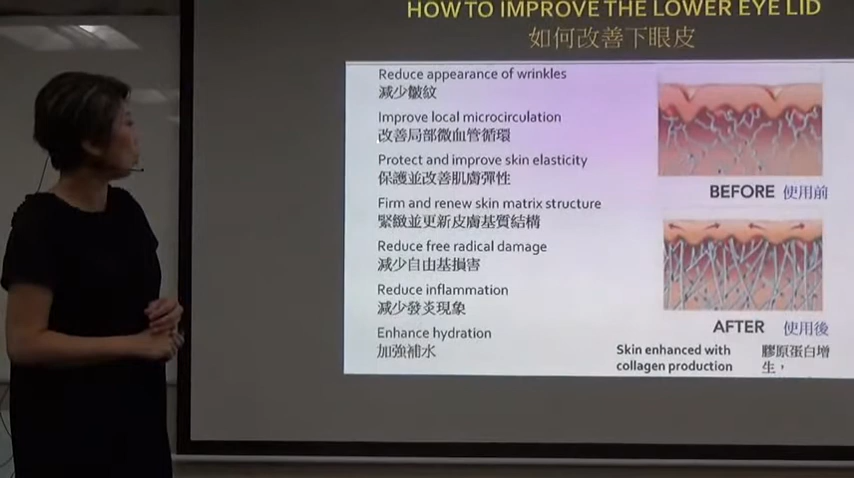 HOW TO IMPROVE THE LOWER EYE LID
如何改善下眼皮
Reduce appearance of wrinkles
減少皺紋
Improve local microcirculation
改善局部微血管循環
Protect and improve skin elasticity
保護並改善肌膚彈性
Firm and renew skin matrix structure
緊緻並更新皮膚基質結構
Reduce free radical damage
減少自由基損害
Reduce inflammation
減少發炎現象
Enhance hydration
加強補水
BEFORE 使用前
AFTER 使用後
Skin enhanced with
collagen production
膠原蛋白增
生，